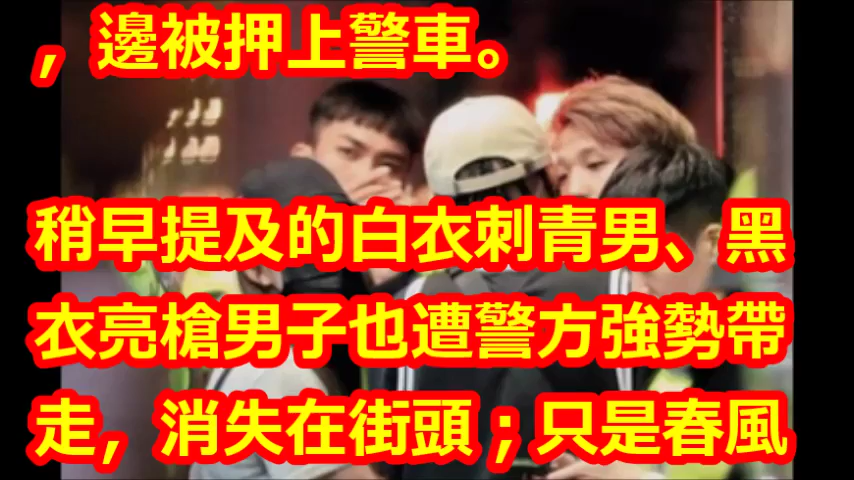 ，邊被押上警車。
稍早提及的白衣刺青男、黑
衣亮槍男子也遭警方強勢帶
走，消失在街頭；只是春風